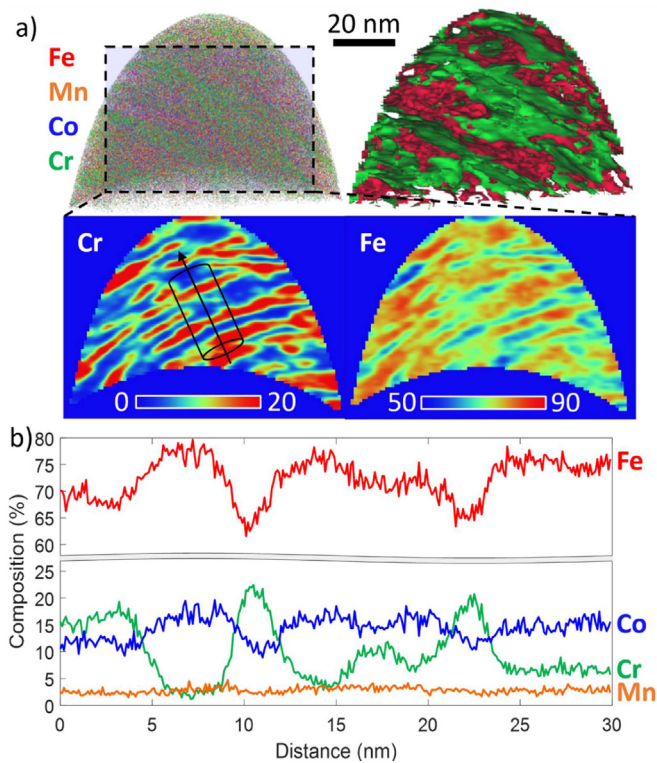 a)
20 nm
Fe
Mn
Co
Cr
Cr
Fe
0 20
50 90
b)
80
75
70
65
60
25
20
15
10
5
0
Composition (%)
Fe
Co
Cr
Mn
0 5 10 15 20 25 30
Distance (nm)